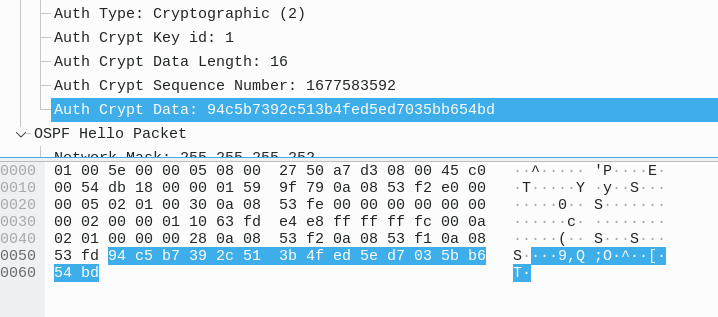 Auth Type: Cryptographic (2)
Auth Crypt Key id: 1
Auth Crypt Data Length: 16
Auth Crypt Sequence Number: 1677583592
Auth Crypt Data: 94c5b7392c513b4fed5ed7035bb654bd
OSPF Hello Packet
Network Mask: 255.255.255.252
0000 01 00 5e 00 00 05 08 00 27 50 a7 d3 08 00 45 c0 ··^····· 'P····E·
0010 00 54 db 18 00 00 01 59 9f 79 0a 08 53 f2 e0 00 ·T·····Y ·y··S···
0020 00 05 02 01 00 30 0a 08 53 fe 00 00 00 00 00 00 ·····0·· S·······
0030 00 02 00 00 01 10 63 fd e4 e8 ff ff ff fc 00 0a ······c· ········
0040 02 01 00 00 00 28 0a 08 53 f2 0a 08 53 f1 0a 08 ·····(·· S···S···
0050 53 fd 94 c5 b7 39 2c 51 3b 4f ed 5e d7 03 5b b6 S····9,Q ;O·^··[·
0060 54 bd T·